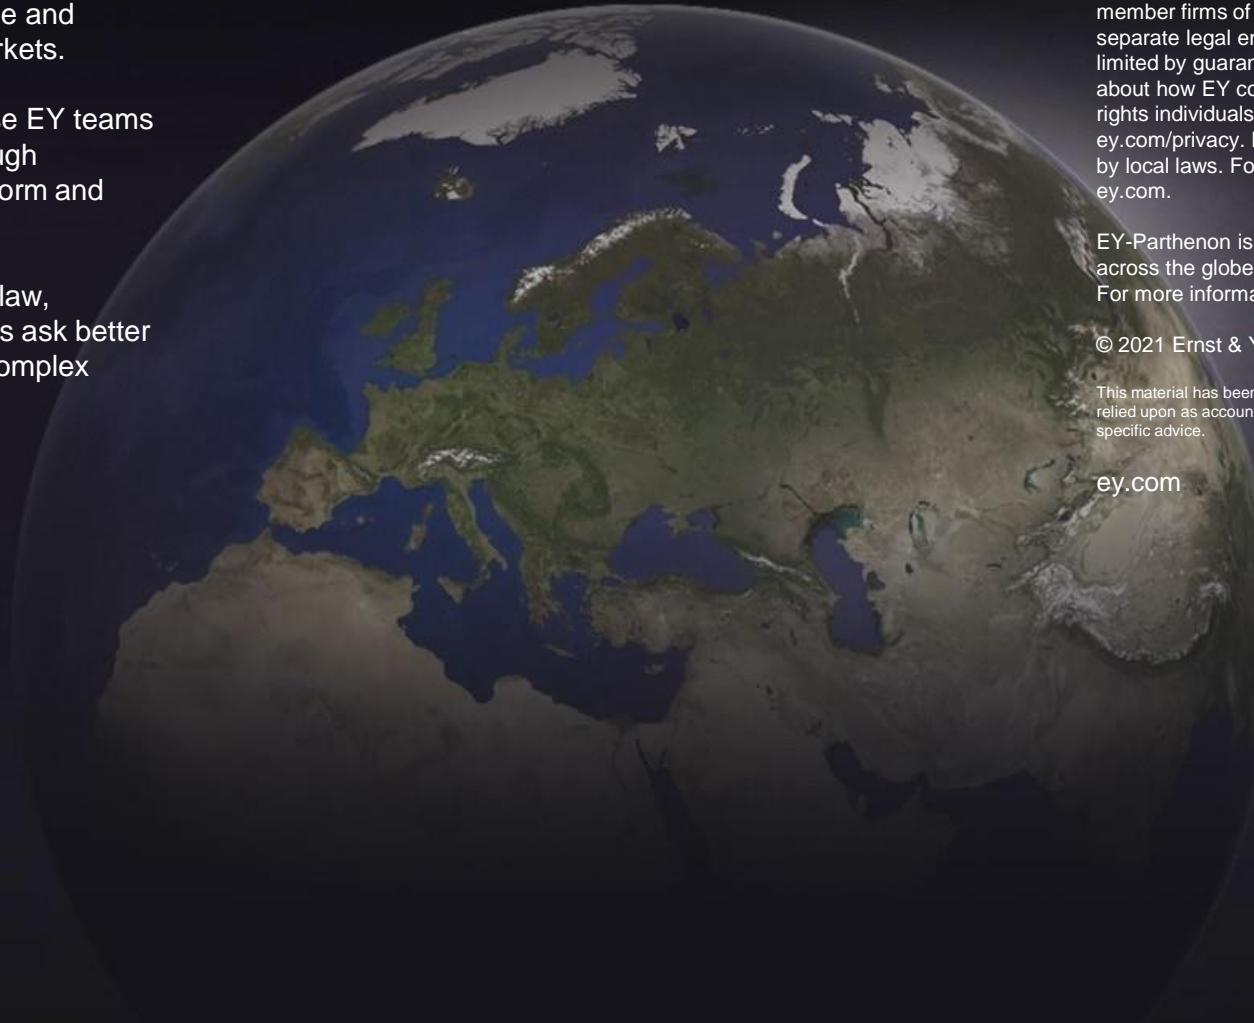 e and
rkets.
se EY teams
ugh
orm and
law,
s ask better
omplex
member firms of
separate legal en
limited by guaran
about how EY co
rights individuals
ey.com/privacy. E
by local laws. Fo
ey.com.
EY-Parthenon is
across the globe
For more informa
© 2021 Ernst & Y
This material has been
relied upon as accoun
specific advice.
ey.com